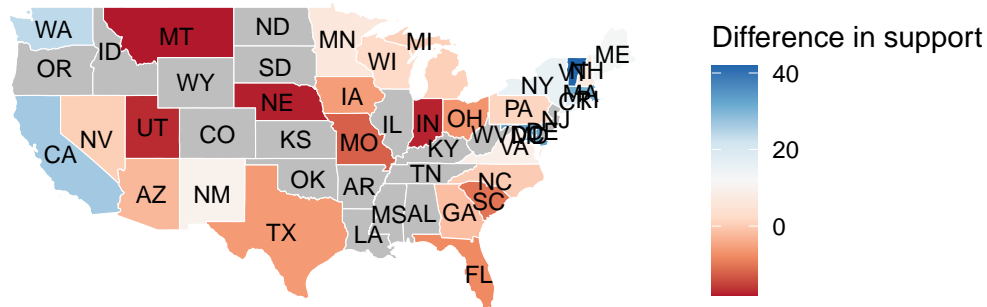 WA
MT
ND
MN
MI
ME
ID
OR
SD
WI
VT
NH
WY
NY
MA
NE
IA
PA
CT
RI
NV
UT
CO
IL
IN
OH
NJ
CA
KS
MO
KY
WV
DC
DE
VA
AZ
NM
OK
AR
TN
NC
SC
TX
LA
MS
AL
GA
FL
Difference in support
40
20
0